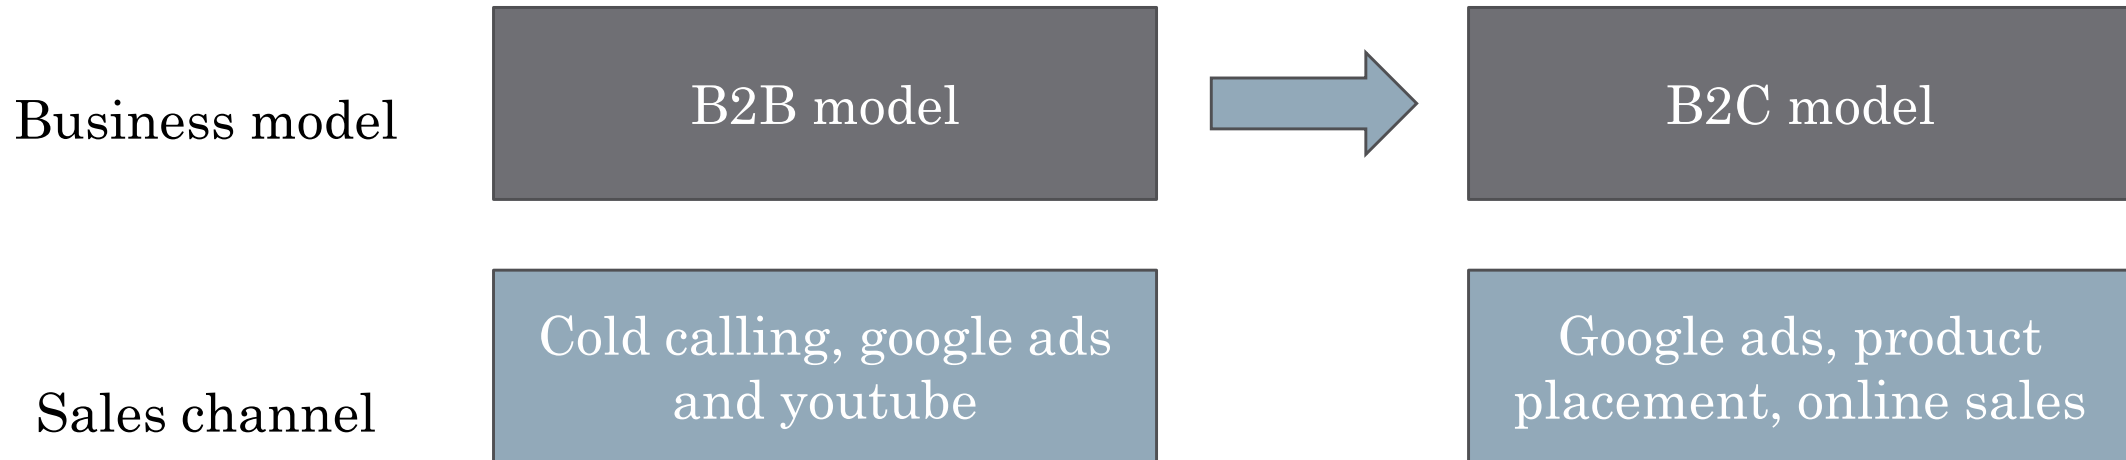 Business model
B2B model
B2C model
Sales channel
Cold calling, google ads
and youtube
Google ads, product
placement, online sales